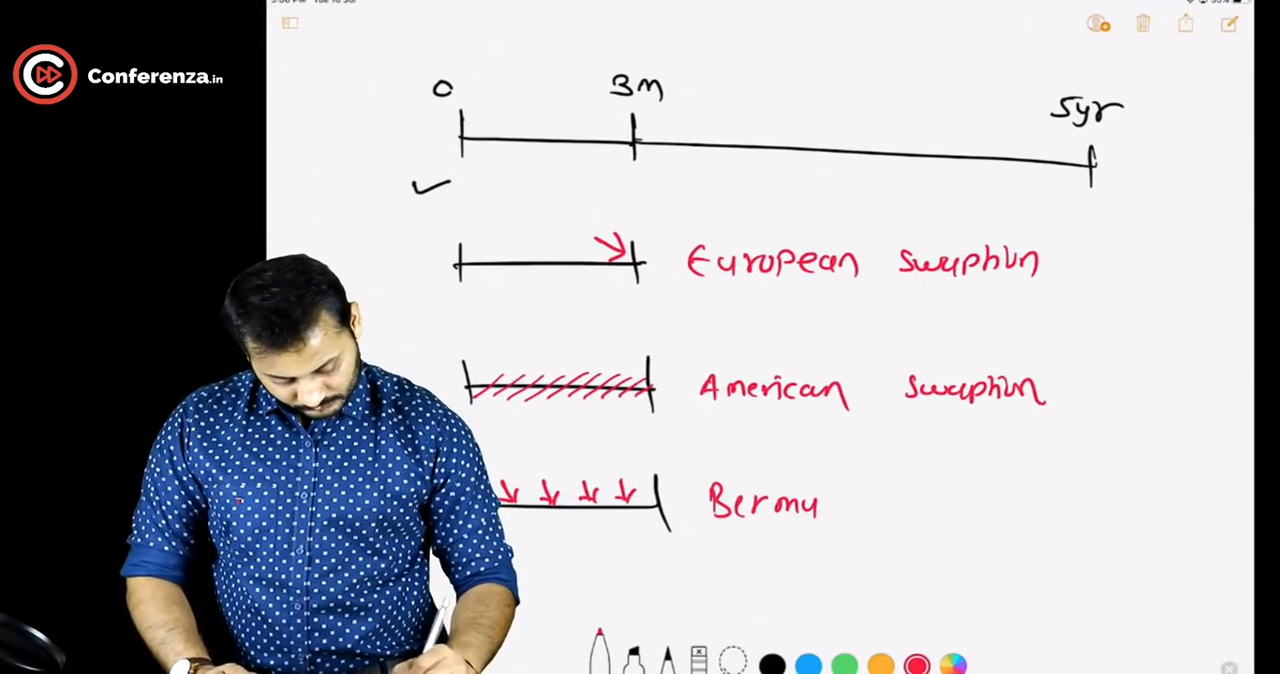 Conferenza.in
0 3M 5yr
European Swaption
American Swaption
Bermu